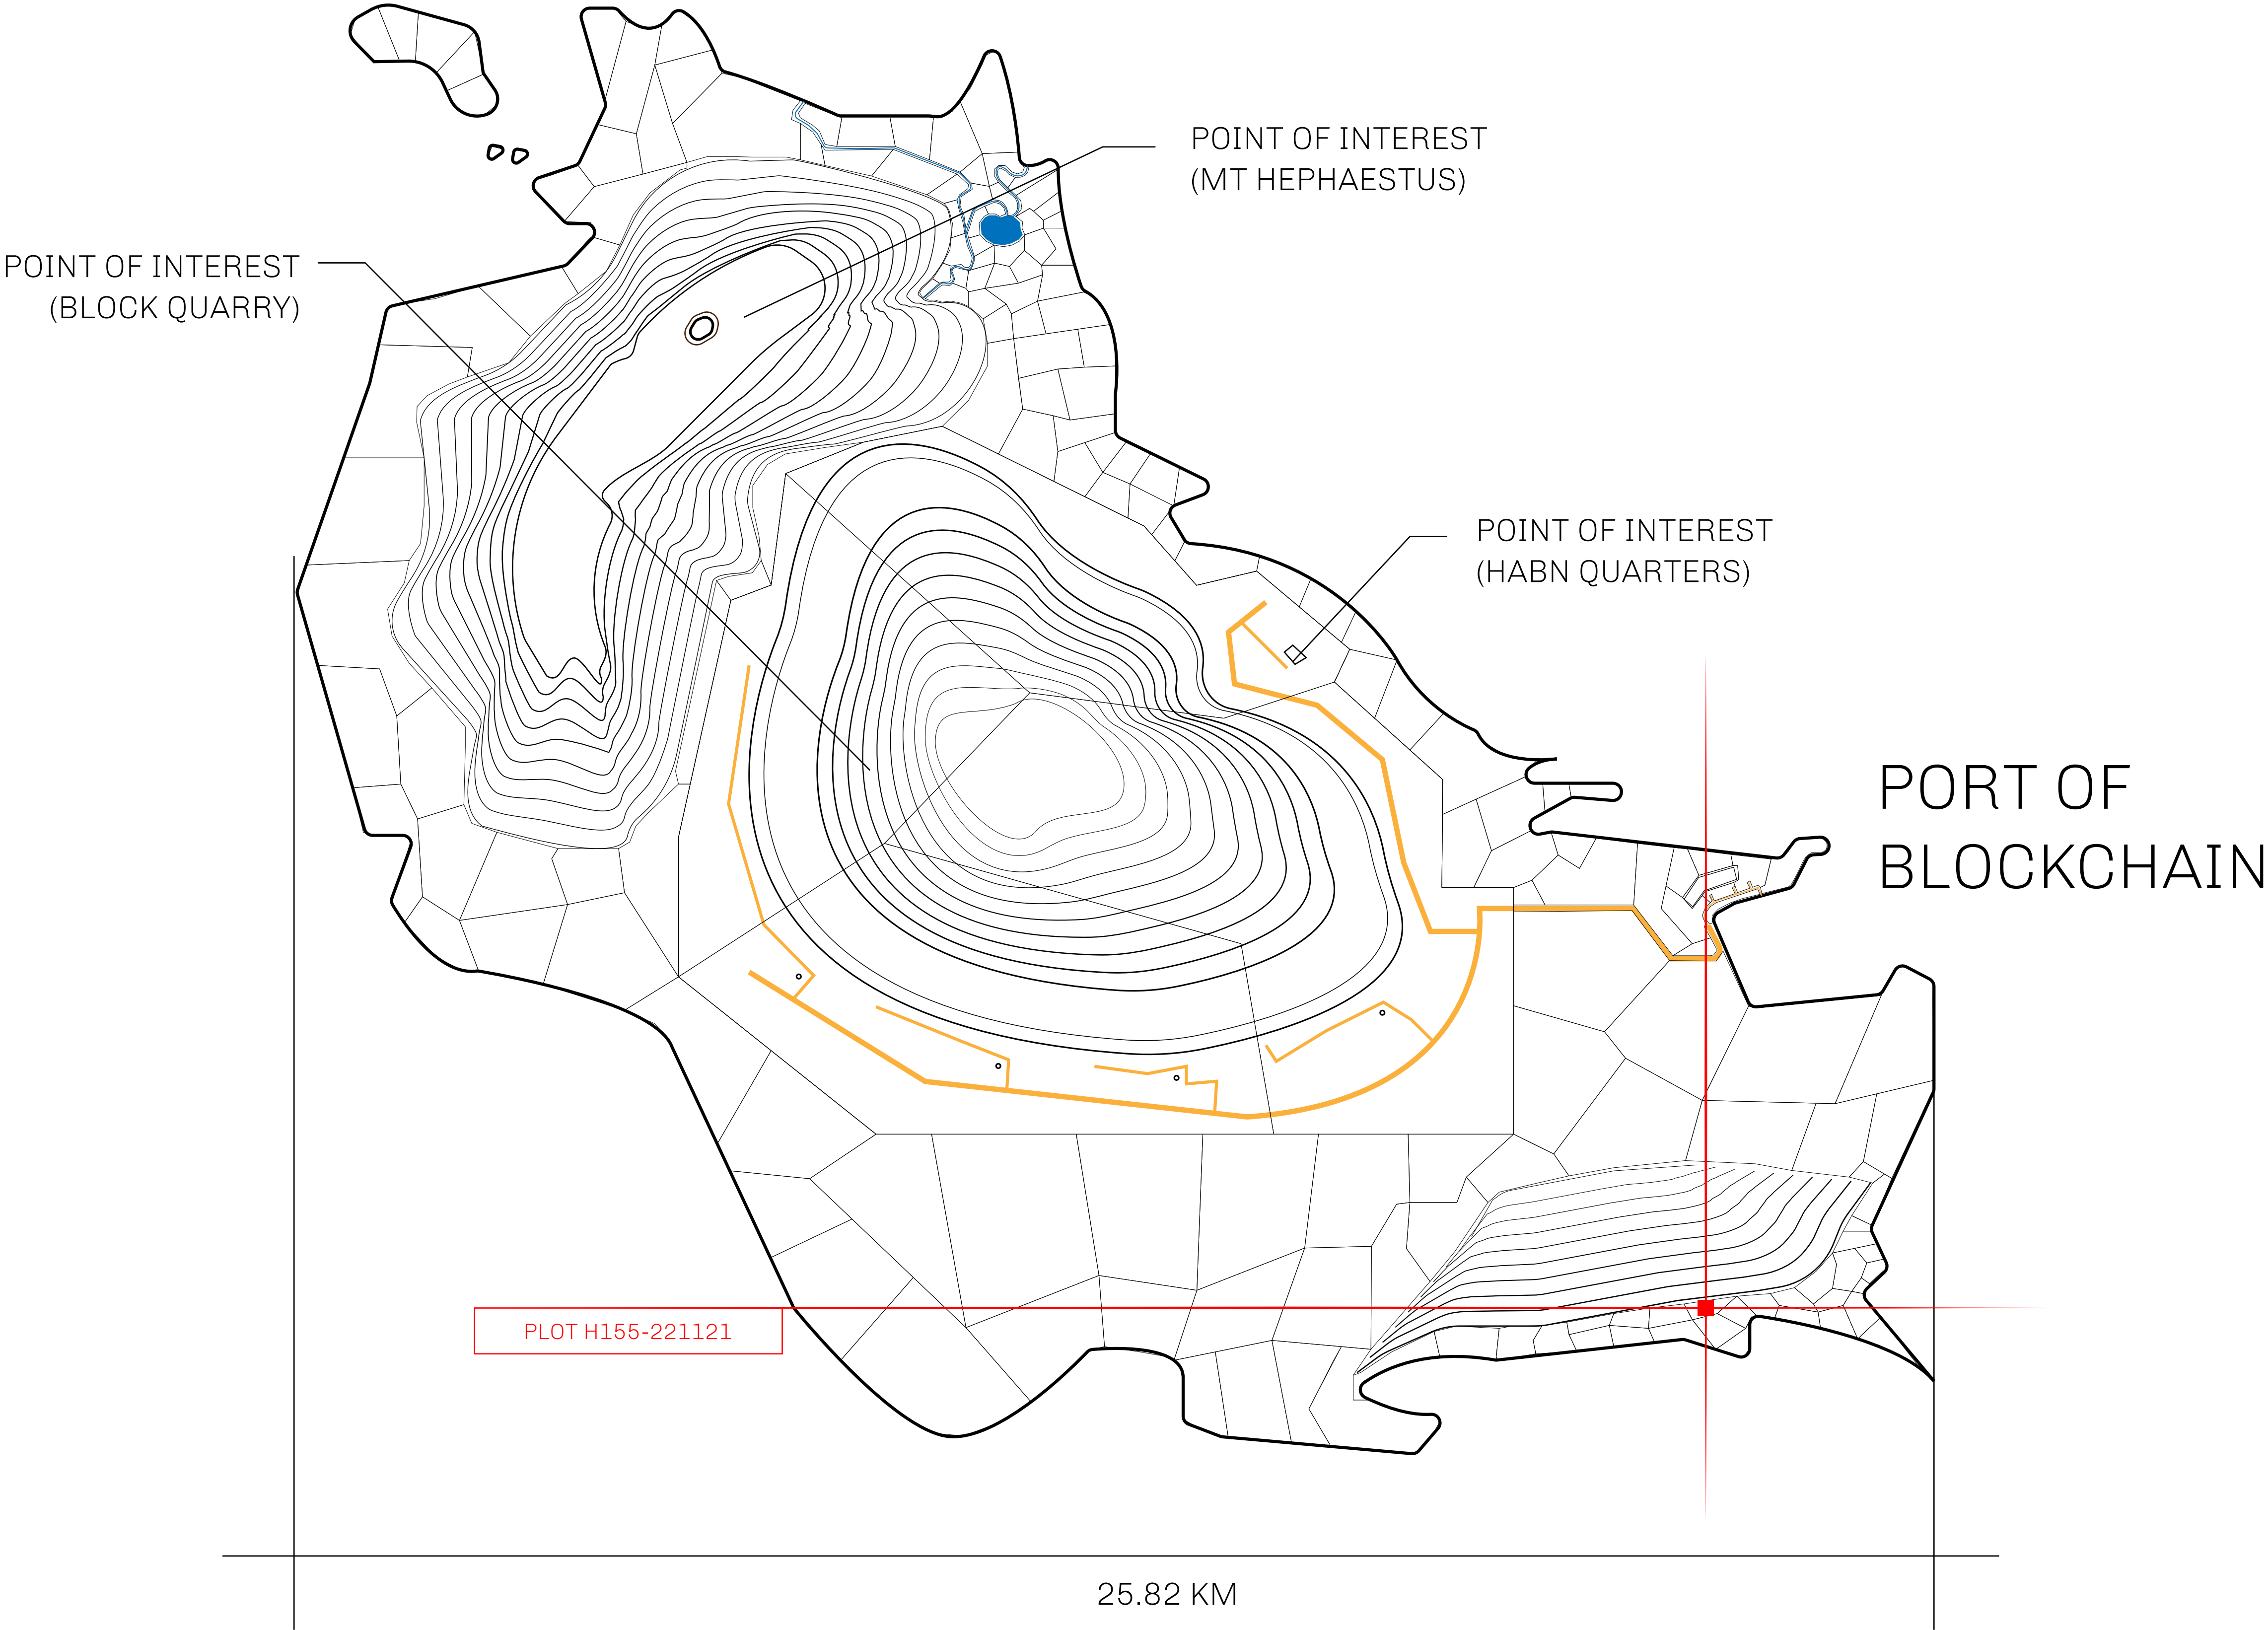 POINT OF INTEREST
(MT HEPHAESTUS)
POINT OF INTEREST
(BLOCK QUARRY)
POINT OF INTEREST
(HABN QUARTERS)
PORT OF
BLOCKCHAIN
PLOT H155-221121
25.82 KM